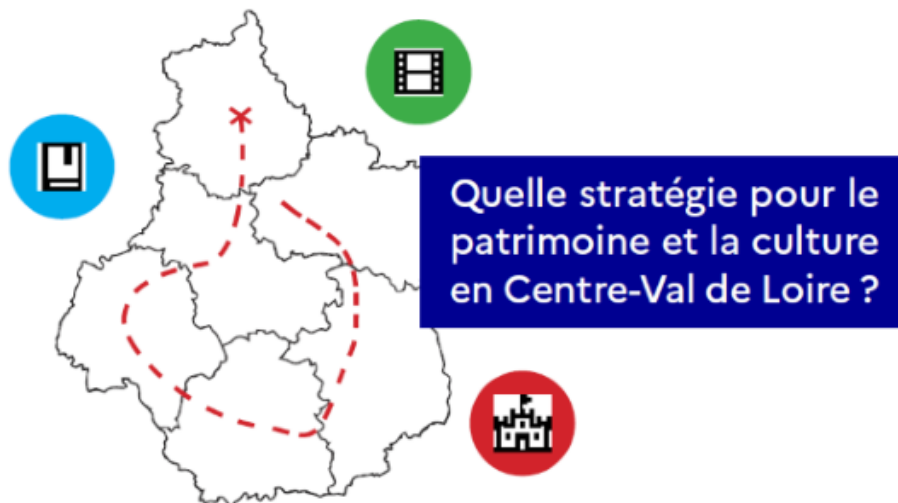 Quelle stratégie pour le
patrimoine et la culture
en Centre-Val de Loire ?